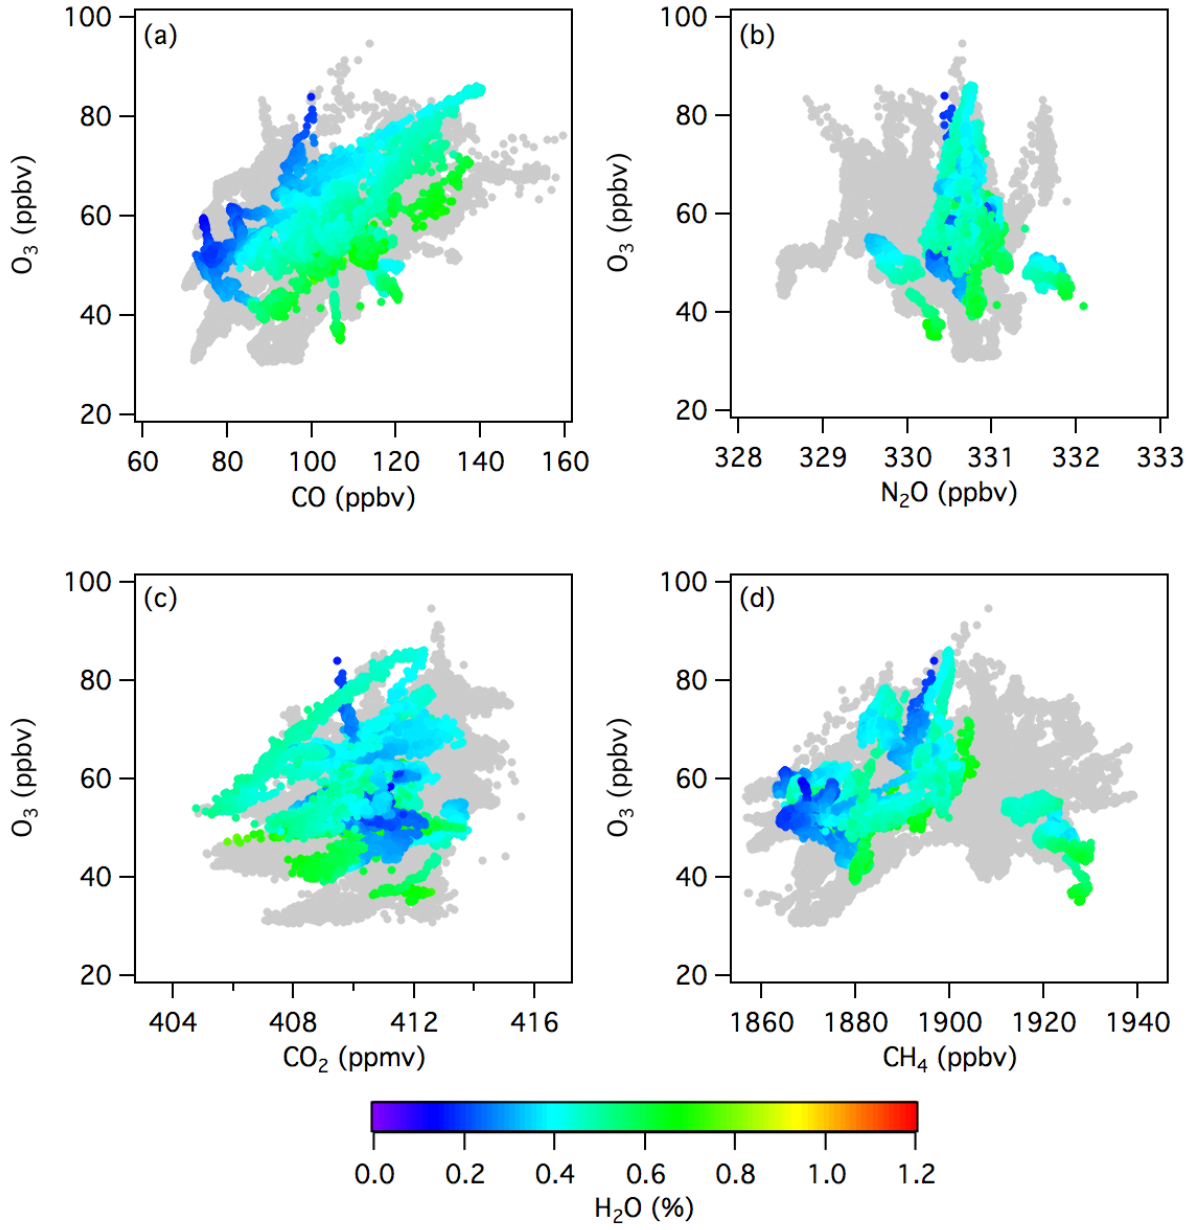 (a)
100
80
60
40
20
O3 (ppbv)
60 80 100 120 140 160
CO (ppbv)
(b)
100
80
60
40
20
O3 (ppbv)
328 329 330 331 332 333
N2O (ppbv)
(c)
100
80
60
40
20
O3 (ppbv)
404 408 412 416
CO2 (ppmv)
(d)
100
80
60
40
20
O3 (ppbv)
1860 1880 1900 1920 1940
CH4 (ppbv)
0.0 0.2 0.4 0.6 0.8 1.0 1.2
H2O (%)